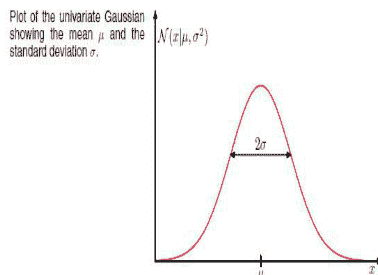 Plot of the univariate Gaussian
showing the mean μ and the
standard deviation σ.
𝒩(x|μ, σ²)
2σ
μ
x